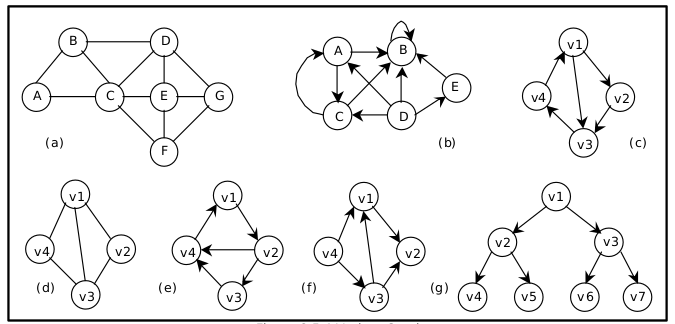 B D
A C E G
F
(a)
A B
E
C D
(b)
v1
v4 v2
v3
(c)
v1
v4 v2
v3
(d)
v1
v4 v2
v3
(e)
v1
v4 v2
v3
(f)
v1
v2 v3
v4 v5 v6 v7
(g)